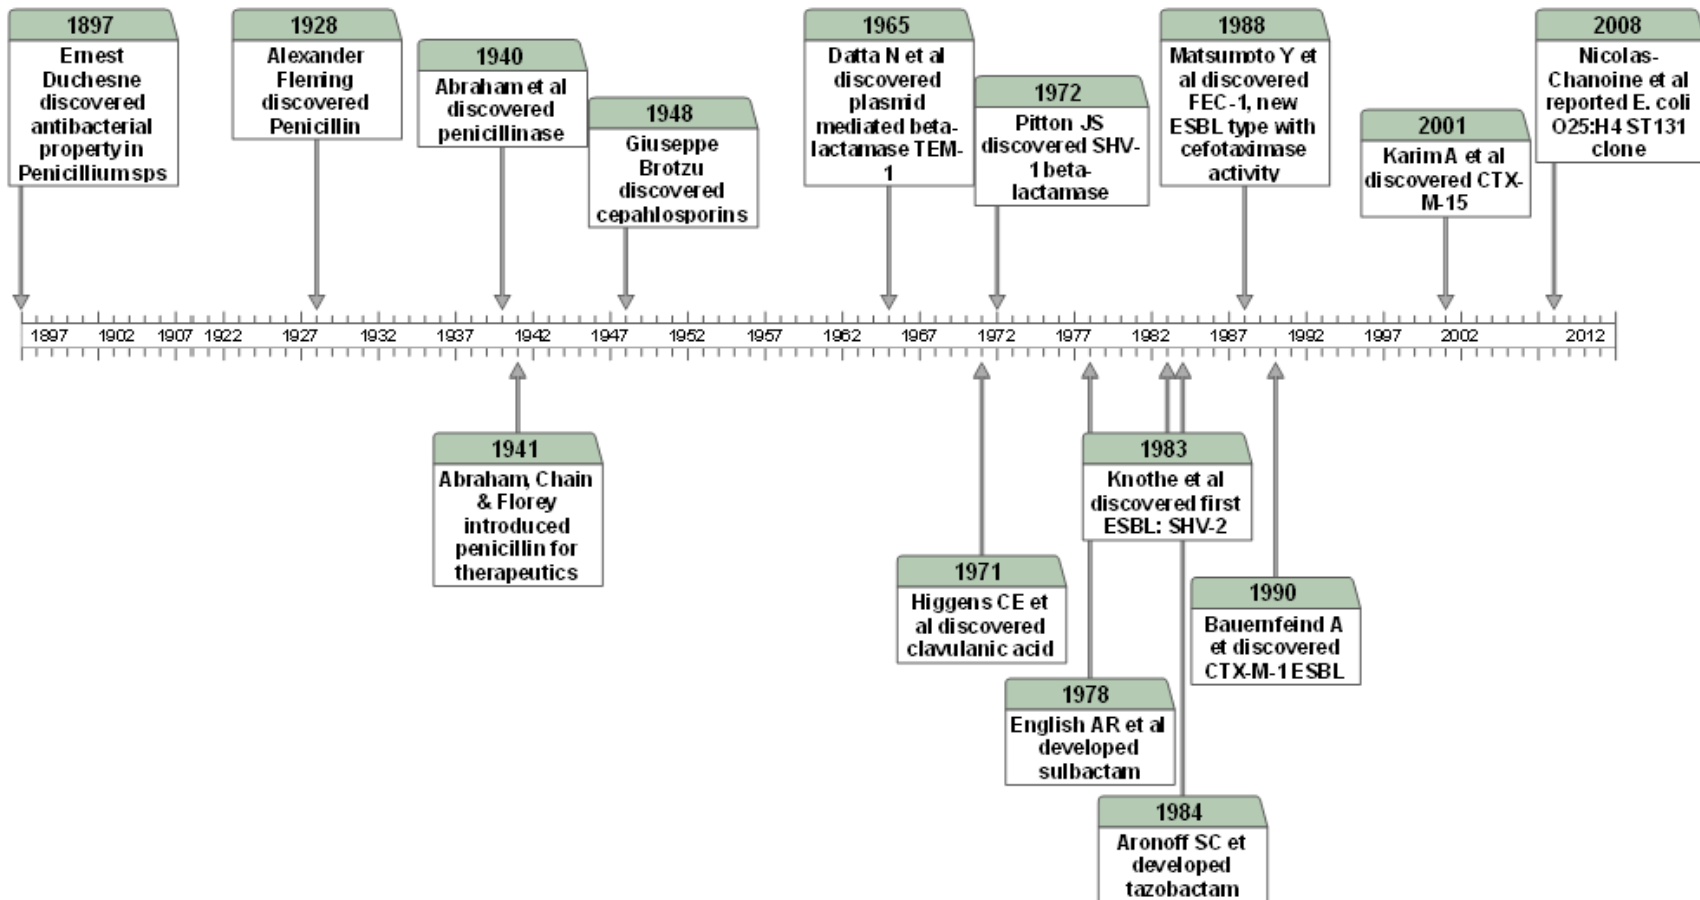 1897
Ernest
Duchesne
discovered
antibacterial
property in
Penicillium sps
1928
Alexander
Fleming
discovered
Penicillin
1940
Abraham et al
discovered
penicillinase
1948
Giuseppe
Brotzu
discovered
cepahlosporins
1965
Datta N et al
discovered
plasmid
mediated beta-
lactamase TEM-
1
1972
Pitton JS
discovered SHV-
1 beta-
lactamase
1988
Matsumoto Y et
al discovered
FEC-1, new
ESBL type with
cefotaximase
activity
2001
Karim A et al
discovered CTX-
M-15
2008
Nicolas-
Chanoine et al
reported E. coli
O25:H4 ST131
clone
1897 1902 1907 1922 1927 1932 1937 1942 1947 1952 1957 1962 1967 1972 1977 1982 1987 1992 1997 2002 2012
1941
Abraham, Chain
& Florey
introduced
penicillin for
therapeutics
1971
Higgens CE et
al discovered
clavulanic acid
1978
English AR et al
developed
sulbactam
1983
Knothe et al
discovered first
ESBL: SHV-2
1984
Aronoff SC et
developed
tazobactam
1990
Bauernfeind A
et discovered
CTX-M-1 ESBL